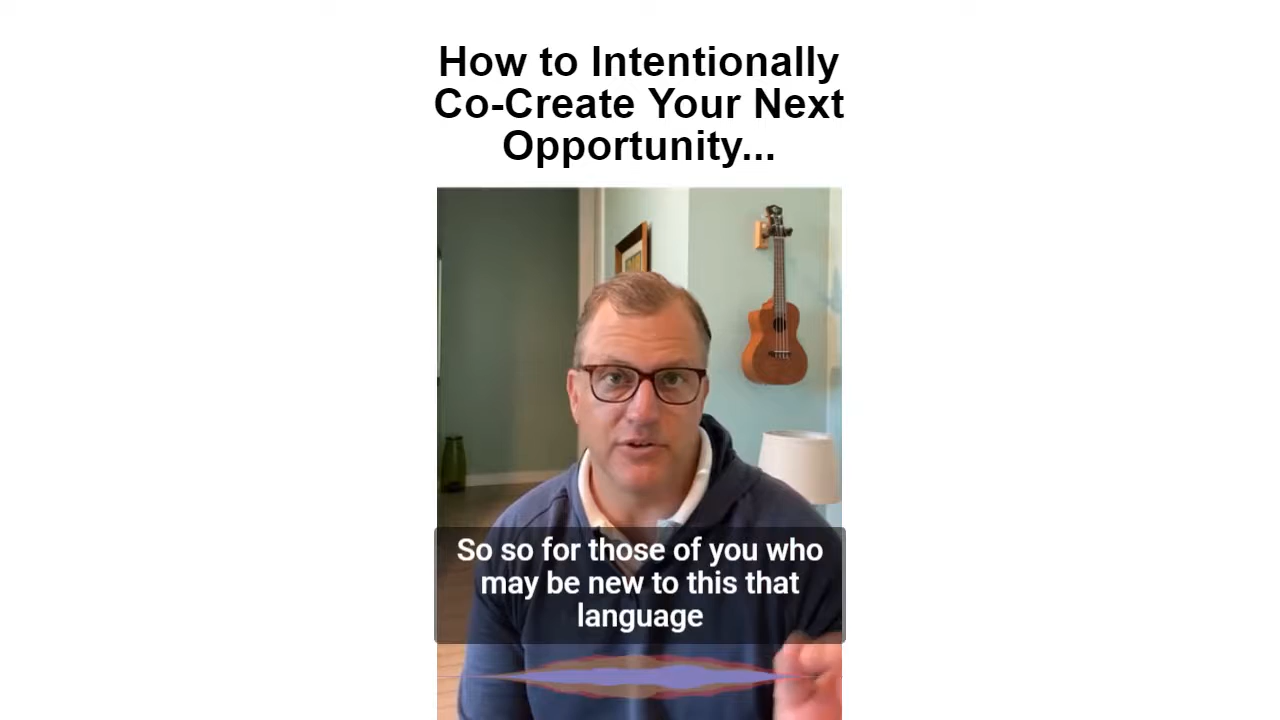 How to Intentionally
Co-Create Your Next
Opportunity...
So so for those of you who
may be new to this that
language